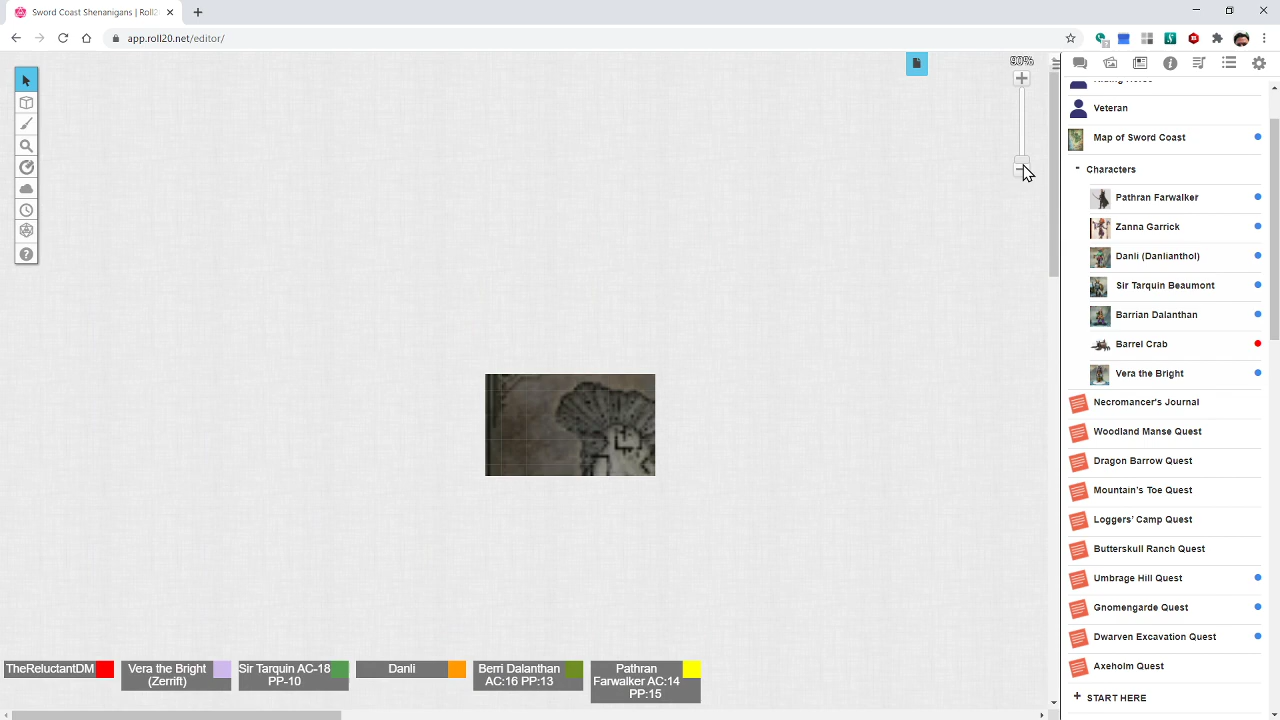 Sword Coast Shenanigans | Roll2
app.roll20.net/editor/
90%
Veteran
Map of Sword Coast
Characters
Pathran Farwalker
Zanna Garrick
Danli (Danlianthol)
Sir Tarquin Beaumont
Barrian Dalanthan
Barrel Crab
Vera the Bright
Necromancer's Journal
Woodland Manse Quest
Dragon Barrow Quest
Mountain's Toe Quest
Loggers' Camp Quest
Butterskull Ranch Quest
Umbrage Hill Quest
Gnomengarde Quest
Dwarven Excavation Quest
Axeholm Quest
START HERE
TheReluctantDM
Vera the Bright
(Zerrift)
Sir Tarquin AC-18
PP-10
Danli
Berri Dalanthan
AC:16 PP:13
Pathran
Farwalker AC:14
PP:15